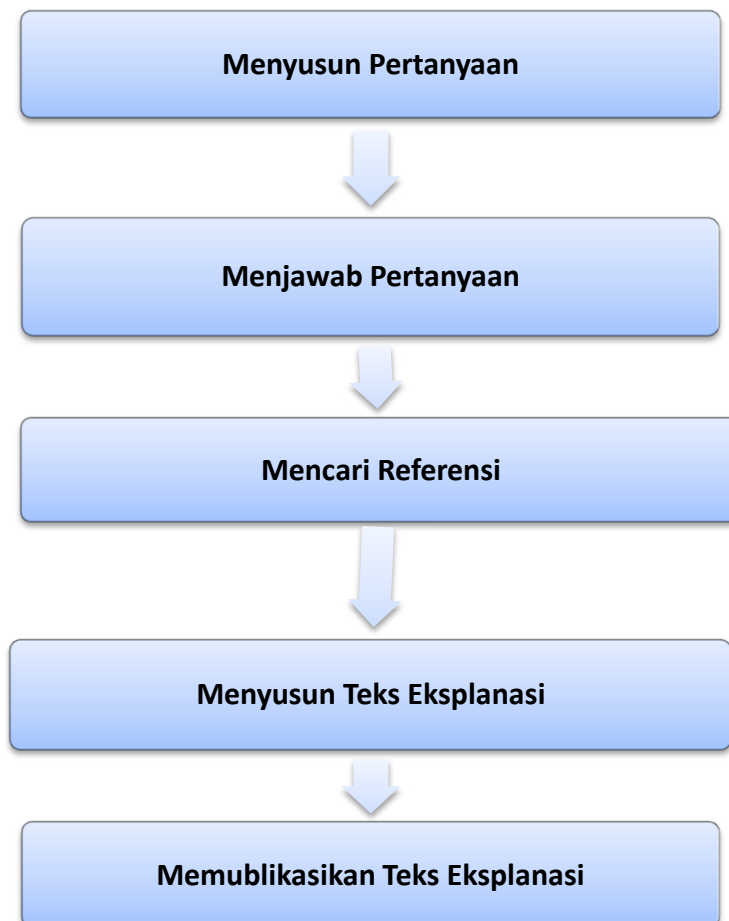 Menyusun Pertanyaan
Menjawab Pertanyaan
Mencari Referensi
Menyusun Teks Eksplanasi
Memublikasikan Teks Eksplanasi